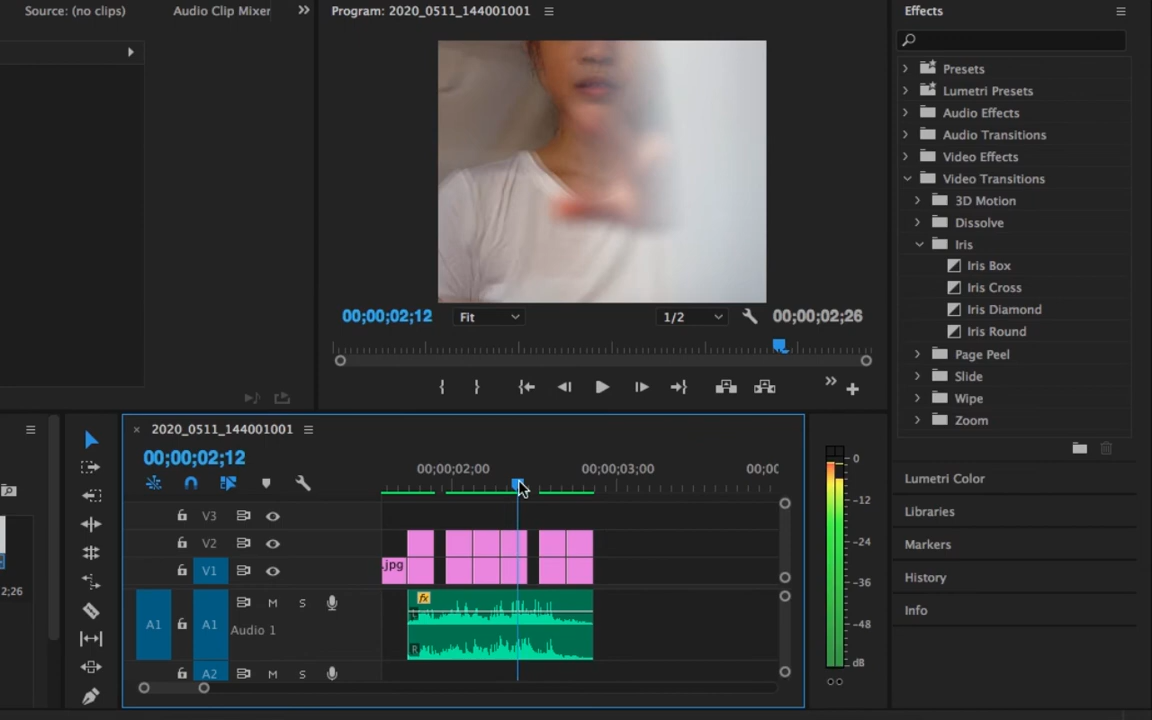 Source: (no clips)
Audio Clip Mixer
Program: 2020_0511_144001001
00;00;02;12
Fit
1/2
00;00;02;26
Effects
Presets
Lumetri Presets
Audio Effects
Audio Transitions
Video Effects
Video Transitions
3D Motion
Dissolve
Iris
Iris Box
Iris Cross
Iris Diamond
Iris Round
Page Peel
Slide
Wipe
Zoom
Lumetri Color
Libraries
Markers
History
Info
2;26
2020_0511_144001001
00;00;02;12
00;00;02;00
00;00;03;00
00;0
V3
V2
V1
.jpg
fx
L
R
A1
A1
M
S
Audio 1
A2
M
S
0
-12
-24
-36
-48
dB